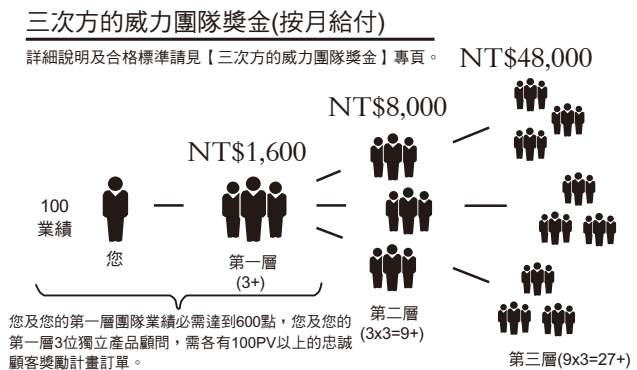 三次方的威力團隊獎金(按月給付)
詳細說明及合格標準請見【三次方的威力團隊獎金】專頁。
NT$48,000
NT$8,000
NT$1,600
100
業績
您
第一層
(3+)
第二層
(3x3=9+)
第三層(9x3=27+)
您及您的第一層團隊業績必需達到600點，您及您的
第一層3位獨立產品顧問，需各有100PV以上的忠誠
顧客獎勵計畫訂單。